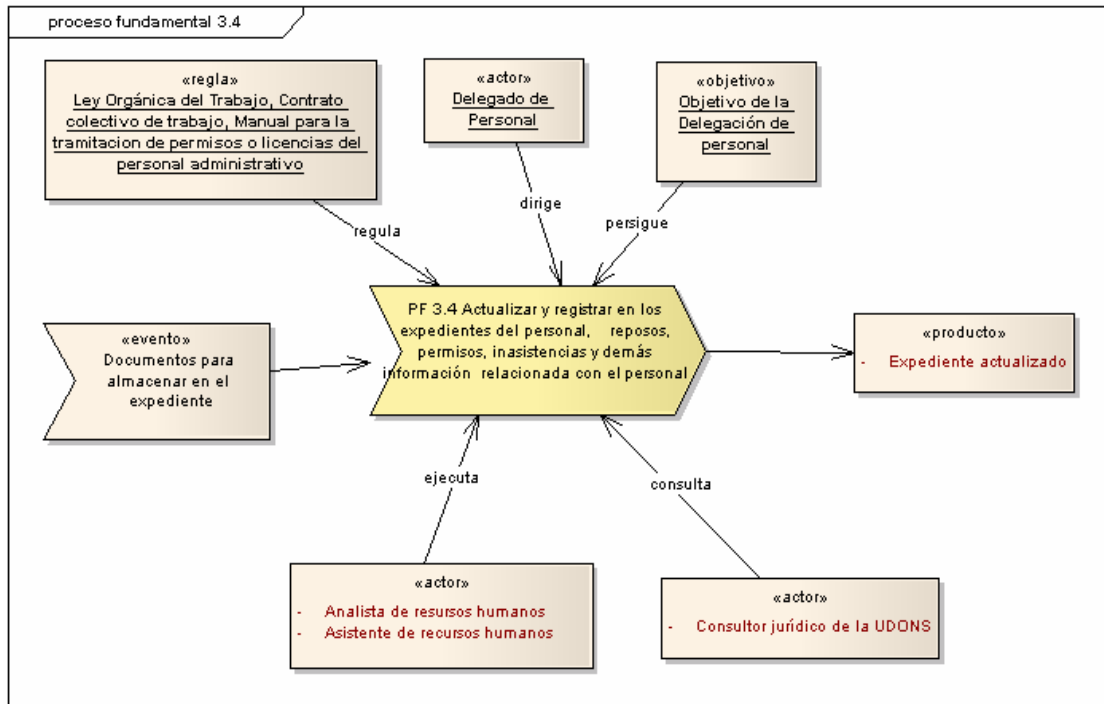 proceso fundamental 3.4
«regla»
Ley Orgánica del Trabajo, Contrato
colectivo de trabajo, Manual para la
tramitacion de permisos o licencias del
personal administrativo
«actor»
Delegado de
Personal
«objetivo»
Objetivo de la
Delegación de
personal
regula
dirige
persigue
«evento»
Documentos para
almacenar en el
expediente
PF 3.4 Actualizar y registrar en los
expedientes del personal, reposos,
permisos, inasistencias y demás
información relacionada con el personal
«producto»
- Expediente actualizado
ejecuta
consulta
«actor»
- Analista de resursos humanos
- Asistente de recursos humanos
«actor»
- Consultor jurídico de la UDONS